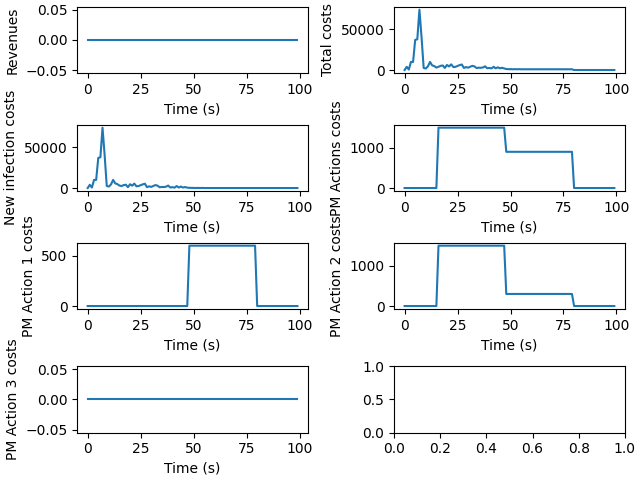 Revenues
0.05
0.00
−0.05
0 25 50 75 100
Time (s)
Total costs
50000
0
0 25 50 75 100
Time (s)
New infection costs
50000
0
0 25 50 75 100
Time (s)
PM Actions costs
1000
0
0 25 50 75 100
Time (s)
PM Action 1 costs
500
0
0 25 50 75 100
Time (s)
PM Action 2 costs
1000
0
0 25 50 75 100
Time (s)
PM Action 3 costs
0.05
0.00
−0.05
0 25 50 75 100
Time (s)
1.0
0.5
0.0
0.0 0.2 0.4 0.6 0.8 1.0